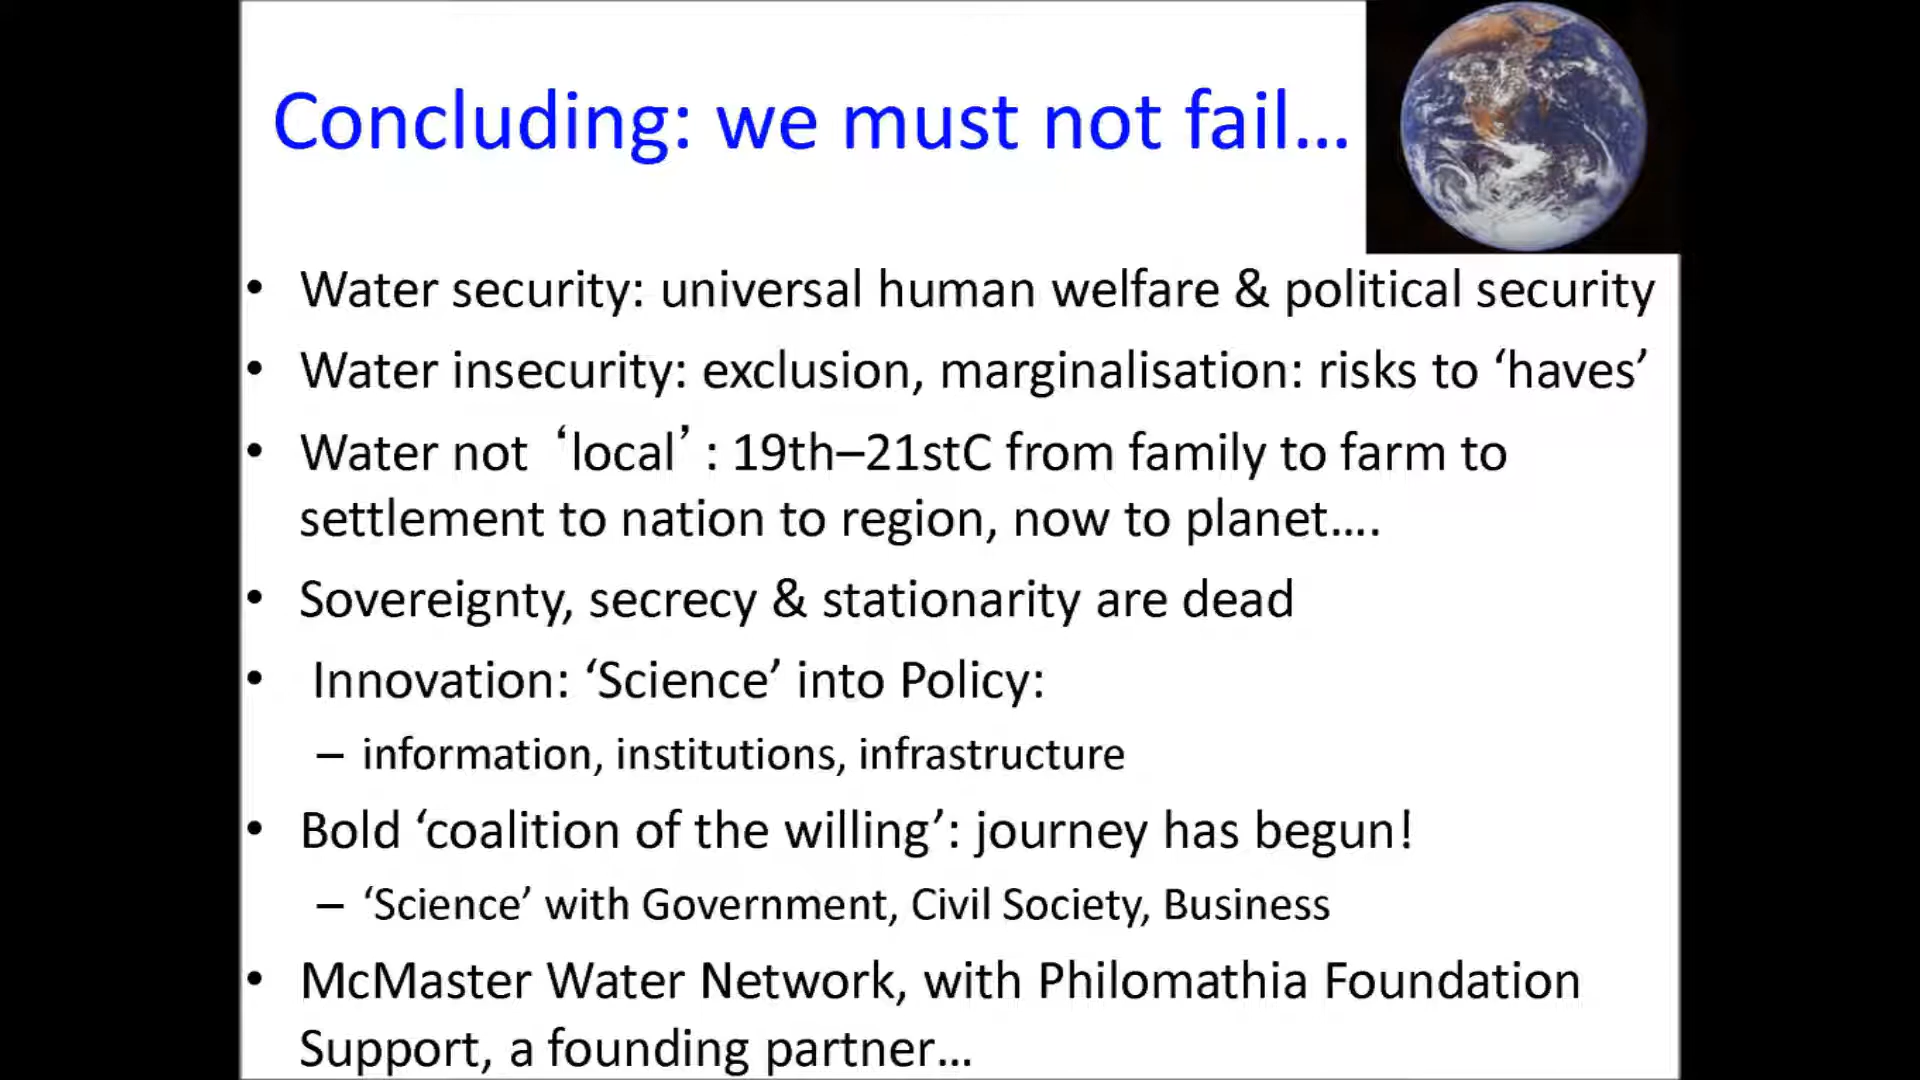 Concluding: we must not fail...
• Water security: universal human welfare & political security
• Water insecurity: exclusion, marginalisation: risks to ‘haves’
• Water not ‘local’: 19th–21stC from family to farm to
settlement to nation to region, now to planet....
• Sovereignty, secrecy & stationarity are dead
• Innovation: ‘Science’ into Policy:
– information, institutions, infrastructure
• Bold ‘coalition of the willing’: journey has begun!
– ‘Science’ with Government, Civil Society, Business
• McMaster Water Network, with Philomathia Foundation
Support, a founding partner...